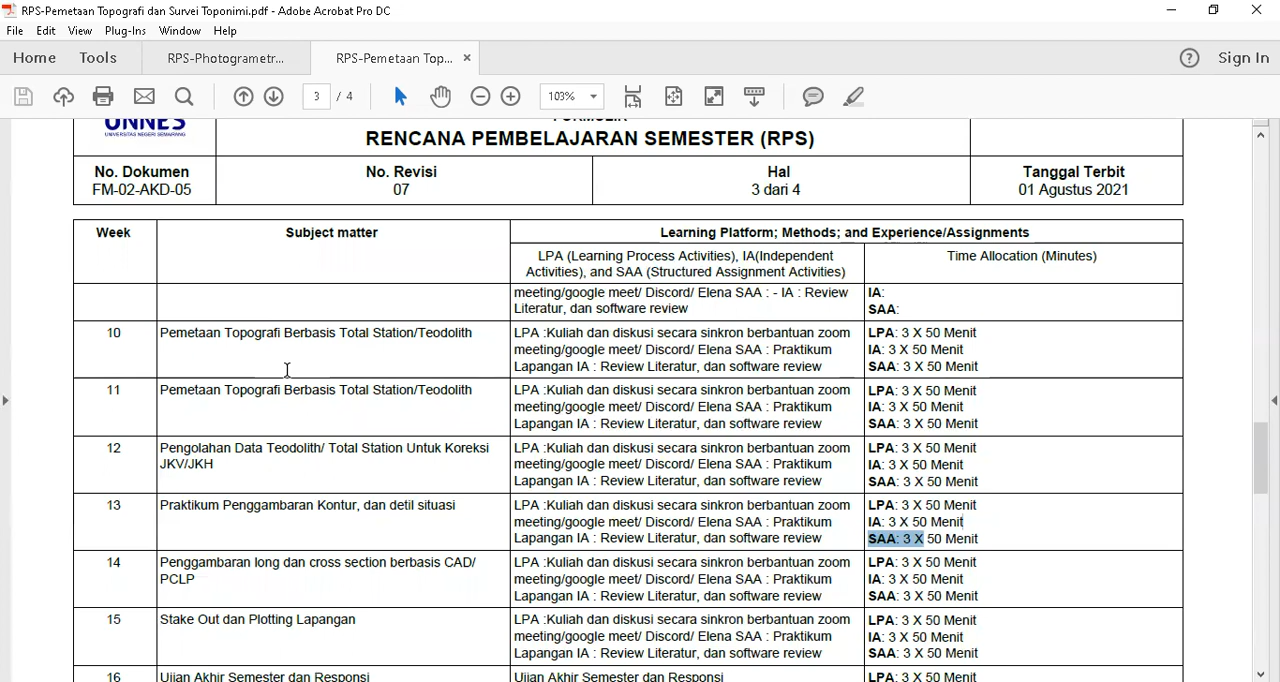 RPS-Pemetaan Topografi dan Survei Toponimi.pdf - Adobe Acrobat Pro DC
File Edit View Plug-Ins Window Help
Home Tools RPS-Photogrametr... RPS-Pemetaan Top... × ? Sign In
3 / 4 103%
UNNES
UNIVERSITAS NEGERI SEMARANG
FORMULIR
RENCANA PEMBELAJARAN SEMESTER (RPS)
No. Dokumen
FM-02-AKD-05
No. Revisi
07
Hal
3 dari 4
Tanggal Terbit
01 Agustus 2021
Week Subject matter Learning Platform; Methods; and Experience/Assignments
LPA (Learning Process Activities), IA(Independent
Activities), and SAA (Structured Assignment Activities)
Time Allocation (Minutes)
meeting/google meet/ Discord/ Elena SAA : - IA : Review
Literatur, dan software review
IA:
SAA:
10
Pemetaan Topografi Berbasis Total Station/Teodolith
LPA :Kuliah dan diskusi secara sinkron berbantuan zoom
meeting/google meet/ Discord/ Elena SAA : Praktikum
Lapangan IA : Review Literatur, dan software review
LPA: 3 X 50 Menit
IA: 3 X 50 Menit
SAA: 3 X 50 Menit
11
Pemetaan Topografi Berbasis Total Station/Teodolith
LPA :Kuliah dan diskusi secara sinkron berbantuan zoom
meeting/google meet/ Discord/ Elena SAA : Praktikum
Lapangan IA : Review Literatur, dan software review
LPA: 3 X 50 Menit
IA: 3 X 50 Menit
SAA: 3 X 50 Menit
12
Pengolahan Data Teodolith/ Total Station Untuk Koreksi
JKV/JKH
LPA :Kuliah dan diskusi secara sinkron berbantuan zoom
meeting/google meet/ Discord/ Elena SAA : Praktikum
Lapangan IA : Review Literatur, dan software review
LPA: 3 X 50 Menit
IA: 3 X 50 Menit
SAA: 3 X 50 Menit
13
Praktikum Penggambaran Kontur, dan detil situasi
LPA :Kuliah dan diskusi secara sinkron berbantuan zoom
meeting/google meet/ Discord/ Elena SAA : Praktikum
Lapangan IA : Review Literatur, dan software review
LPA: 3 X 50 Menit
IA: 3 X 50 Menit
SAA: 3 X 50 Menit
14
Penggambaran long dan cross section berbasis CAD/
PCLP
LPA :Kuliah dan diskusi secara sinkron berbantuan zoom
meeting/google meet/ Discord/ Elena SAA : Praktikum
Lapangan IA : Review Literatur, dan software review
LPA: 3 X 50 Menit
IA: 3 X 50 Menit
SAA: 3 X 50 Menit
15
Stake Out dan Plotting Lapangan
LPA :Kuliah dan diskusi secara sinkron berbantuan zoom
meeting/google meet/ Discord/ Elena SAA : Praktikum
Lapangan IA : Review Literatur, dan software review
LPA: 3 X 50 Menit
IA: 3 X 50 Menit
SAA: 3 X 50 Menit
16
Ujian Akhir Semester dan Responsi
Ujian Akhir Semester dan Responsi
LPA: 3 X 50 Menit